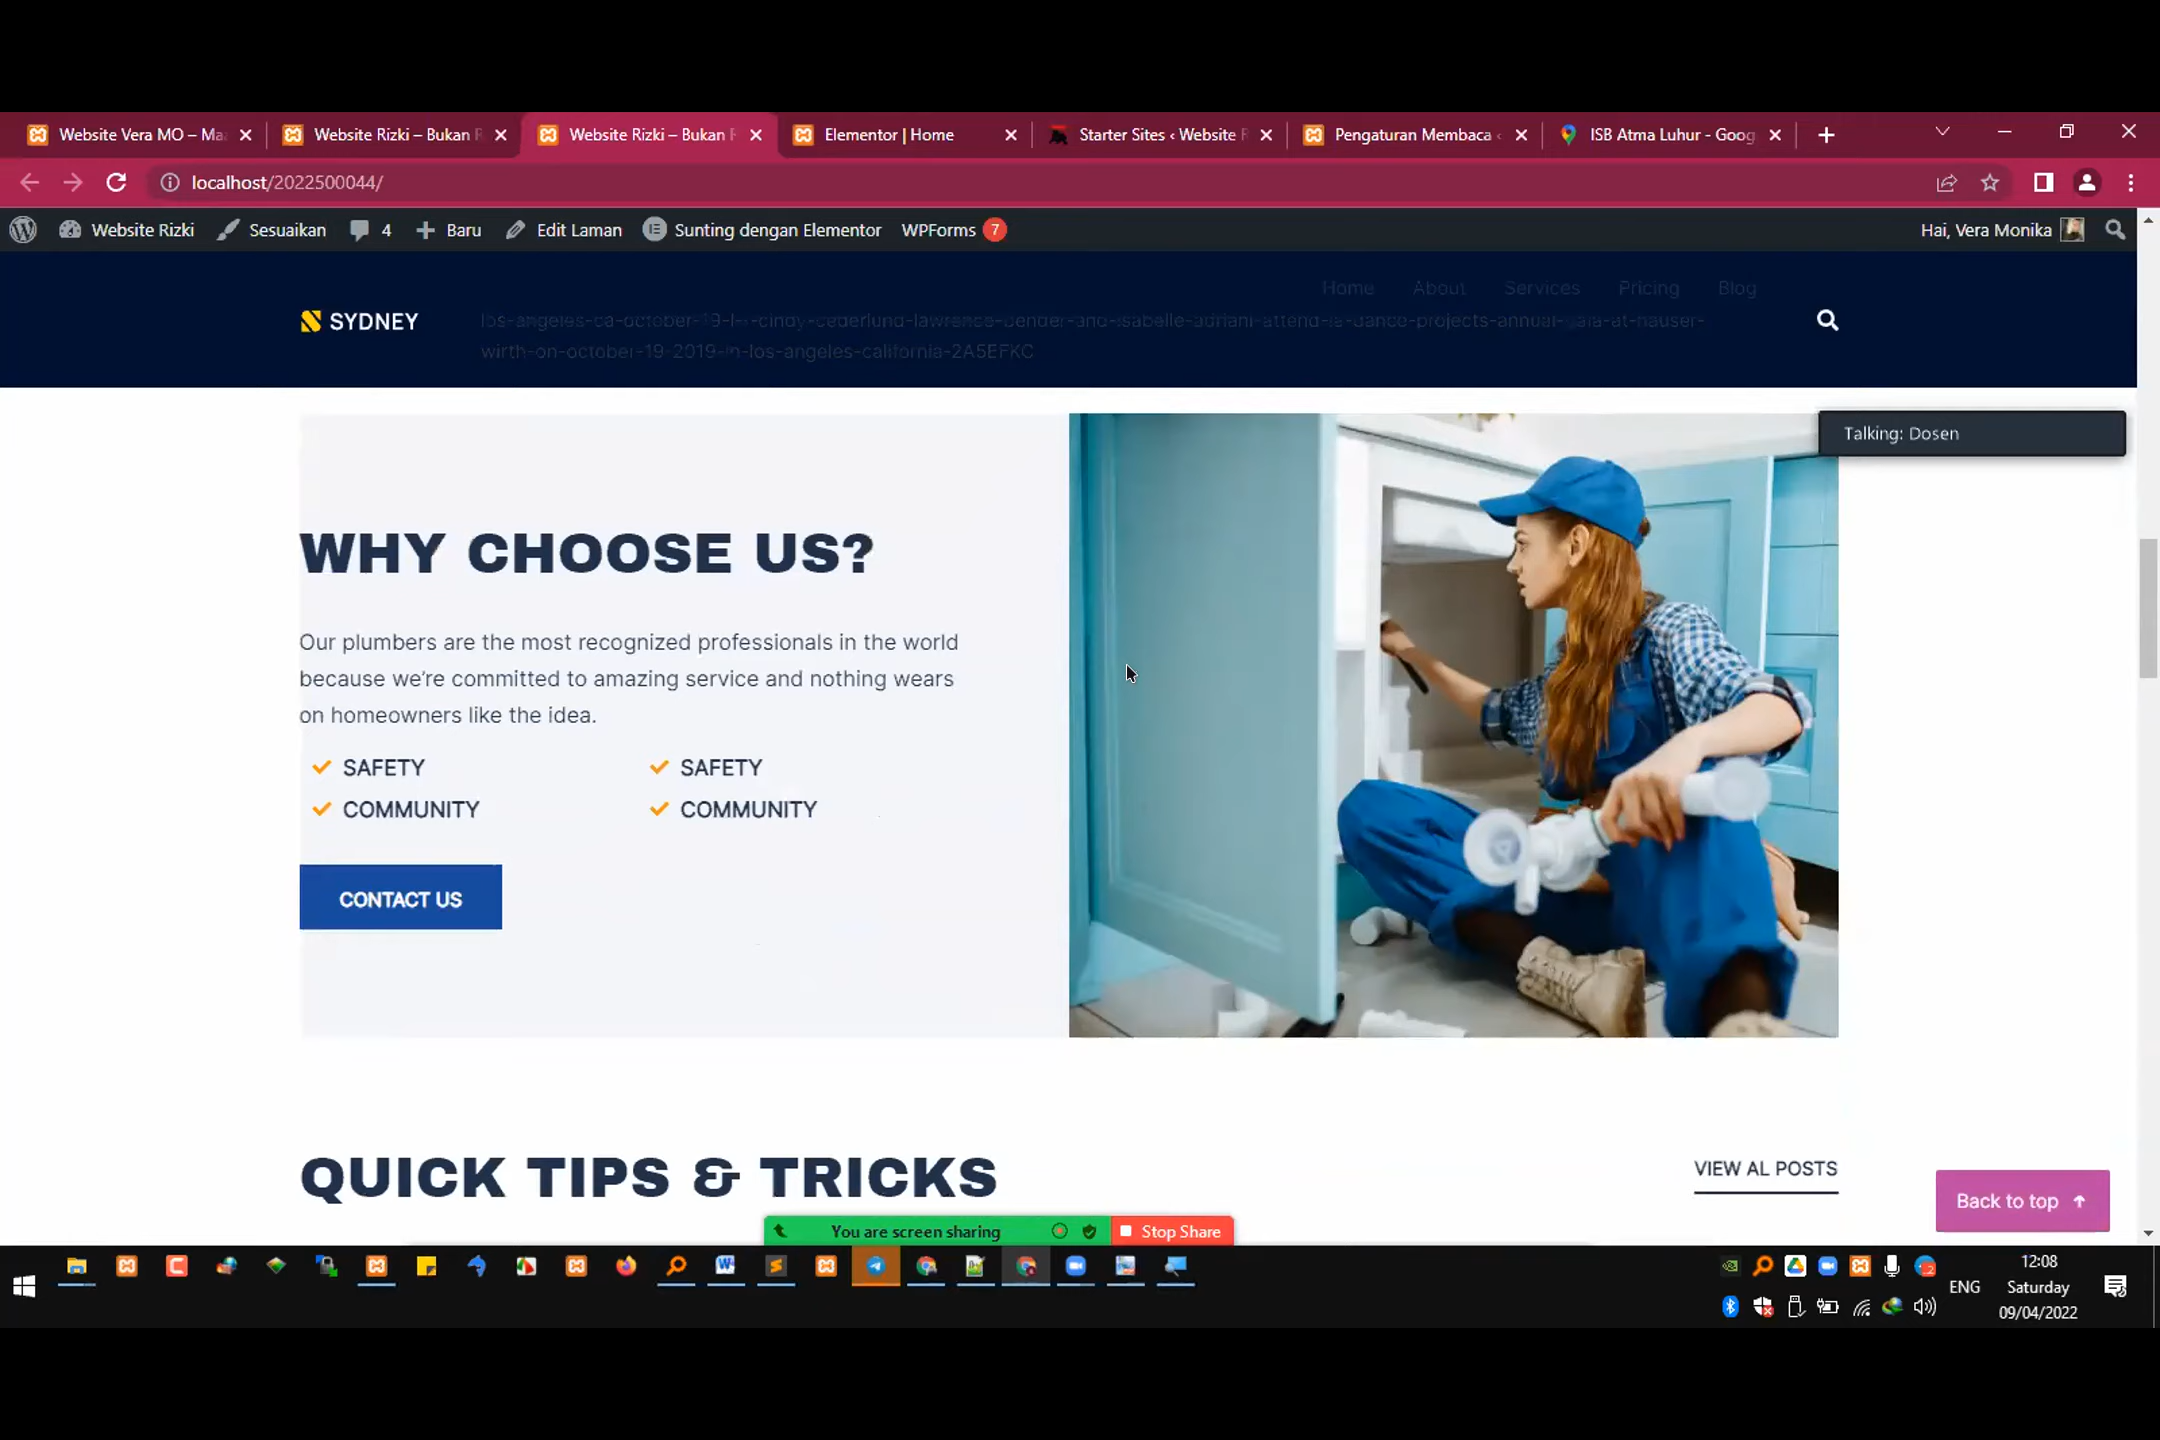 Website Vera MO – Ma
Website Rizki – Bukan
Website Rizki – Bukan
Elementor | Home
Starter Sites ‹ Website
Pengaturan Membaca ‹
ISB Atma Luhur - Goog
localhost/2022500044/
Website Rizki
Sesuaikan
4
Baru
Edit Laman
Sunting dengan Elementor
WPForms 7
Hai, Vera Monika
Home About Services Pricing Blog
SYDNEY
los-angeles-ca-october-19-l-r-cindy-cederlund-lawrence-bender-and-isabelle-adriani-attend-la-dance-projects-annual-gala-at-hauser-
wirth-on-october-19-2019-in-los-angeles-california-2A5EFKC
Talking: Dosen
WHY CHOOSE US?
Our plumbers are the most recognized professionals in the world
because we're committed to amazing service and nothing wears
on homeowners like the idea.
SAFETY SAFETY
COMMUNITY COMMUNITY
CONTACT US
QUICK TIPS & TRICKS
VIEW AL POSTS
Back to top
You are screen sharing
Stop Share
12:08
ENG
Saturday
09/04/2022